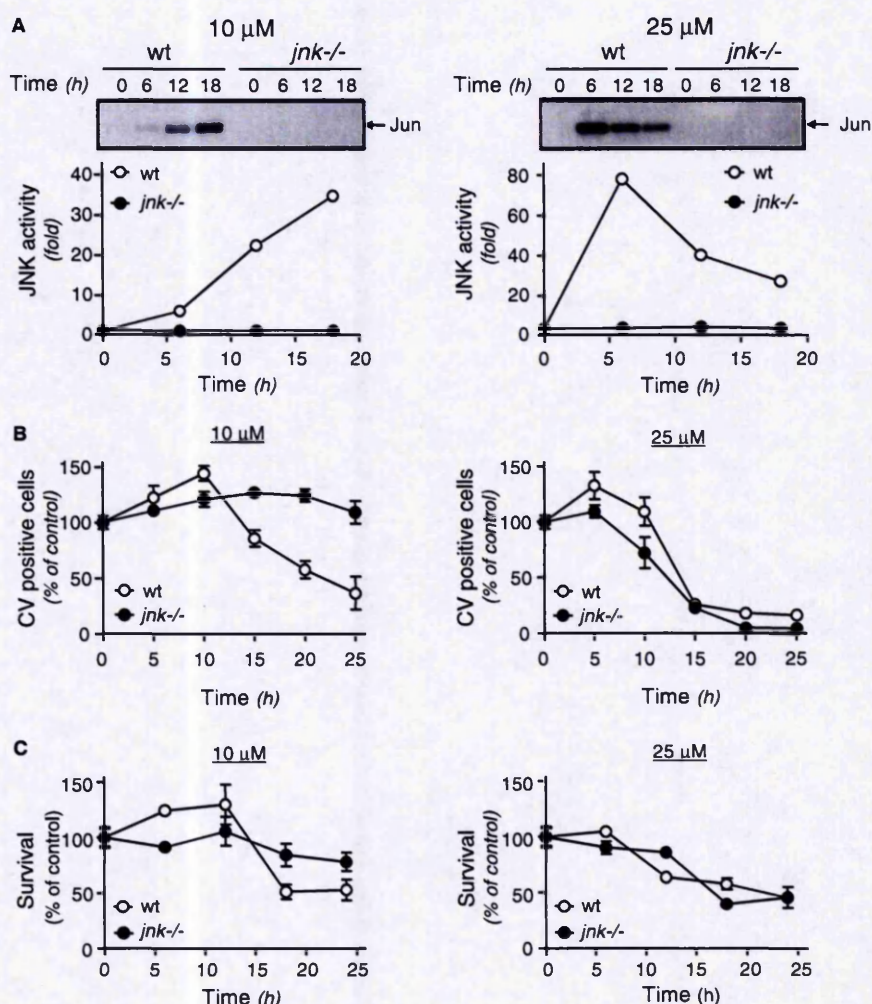 A
10 µM
25 µM
wt jnk-/-
wt jnk-/-
Time (h) 0 6 12 18 0 6 12 18
Time (h) 0 6 12 18 0 6 12 18
Jun
Jun
JNK activity
(fold)
40
30
20
10
0
wt
jnk-/-
0 5 10 15 20
Time (h)
JNK activity
(fold)
80
60
40
20
0
wt
jnk-/-
0 5 10 15 20
Time (h)
B
10 µM
CV positive cells
(% of control)
150
100
50
0
wt
jnk-/-
0 5 10 15 20 25
Time (h)
25 µM
CV positive cells
(% of control)
150
100
50
0
wt
jnk-/-
0 5 10 15 20 25
Time (h)
C
10 µM
Survival
(% of control)
150
100
50
0
wt
jnk-/-
0 5 10 15 20 25
Time (h)
25 µM
Survival
(% of control)
150
100
50
0
wt
jnk-/-
0 5 10 15 20 25
Time (h)